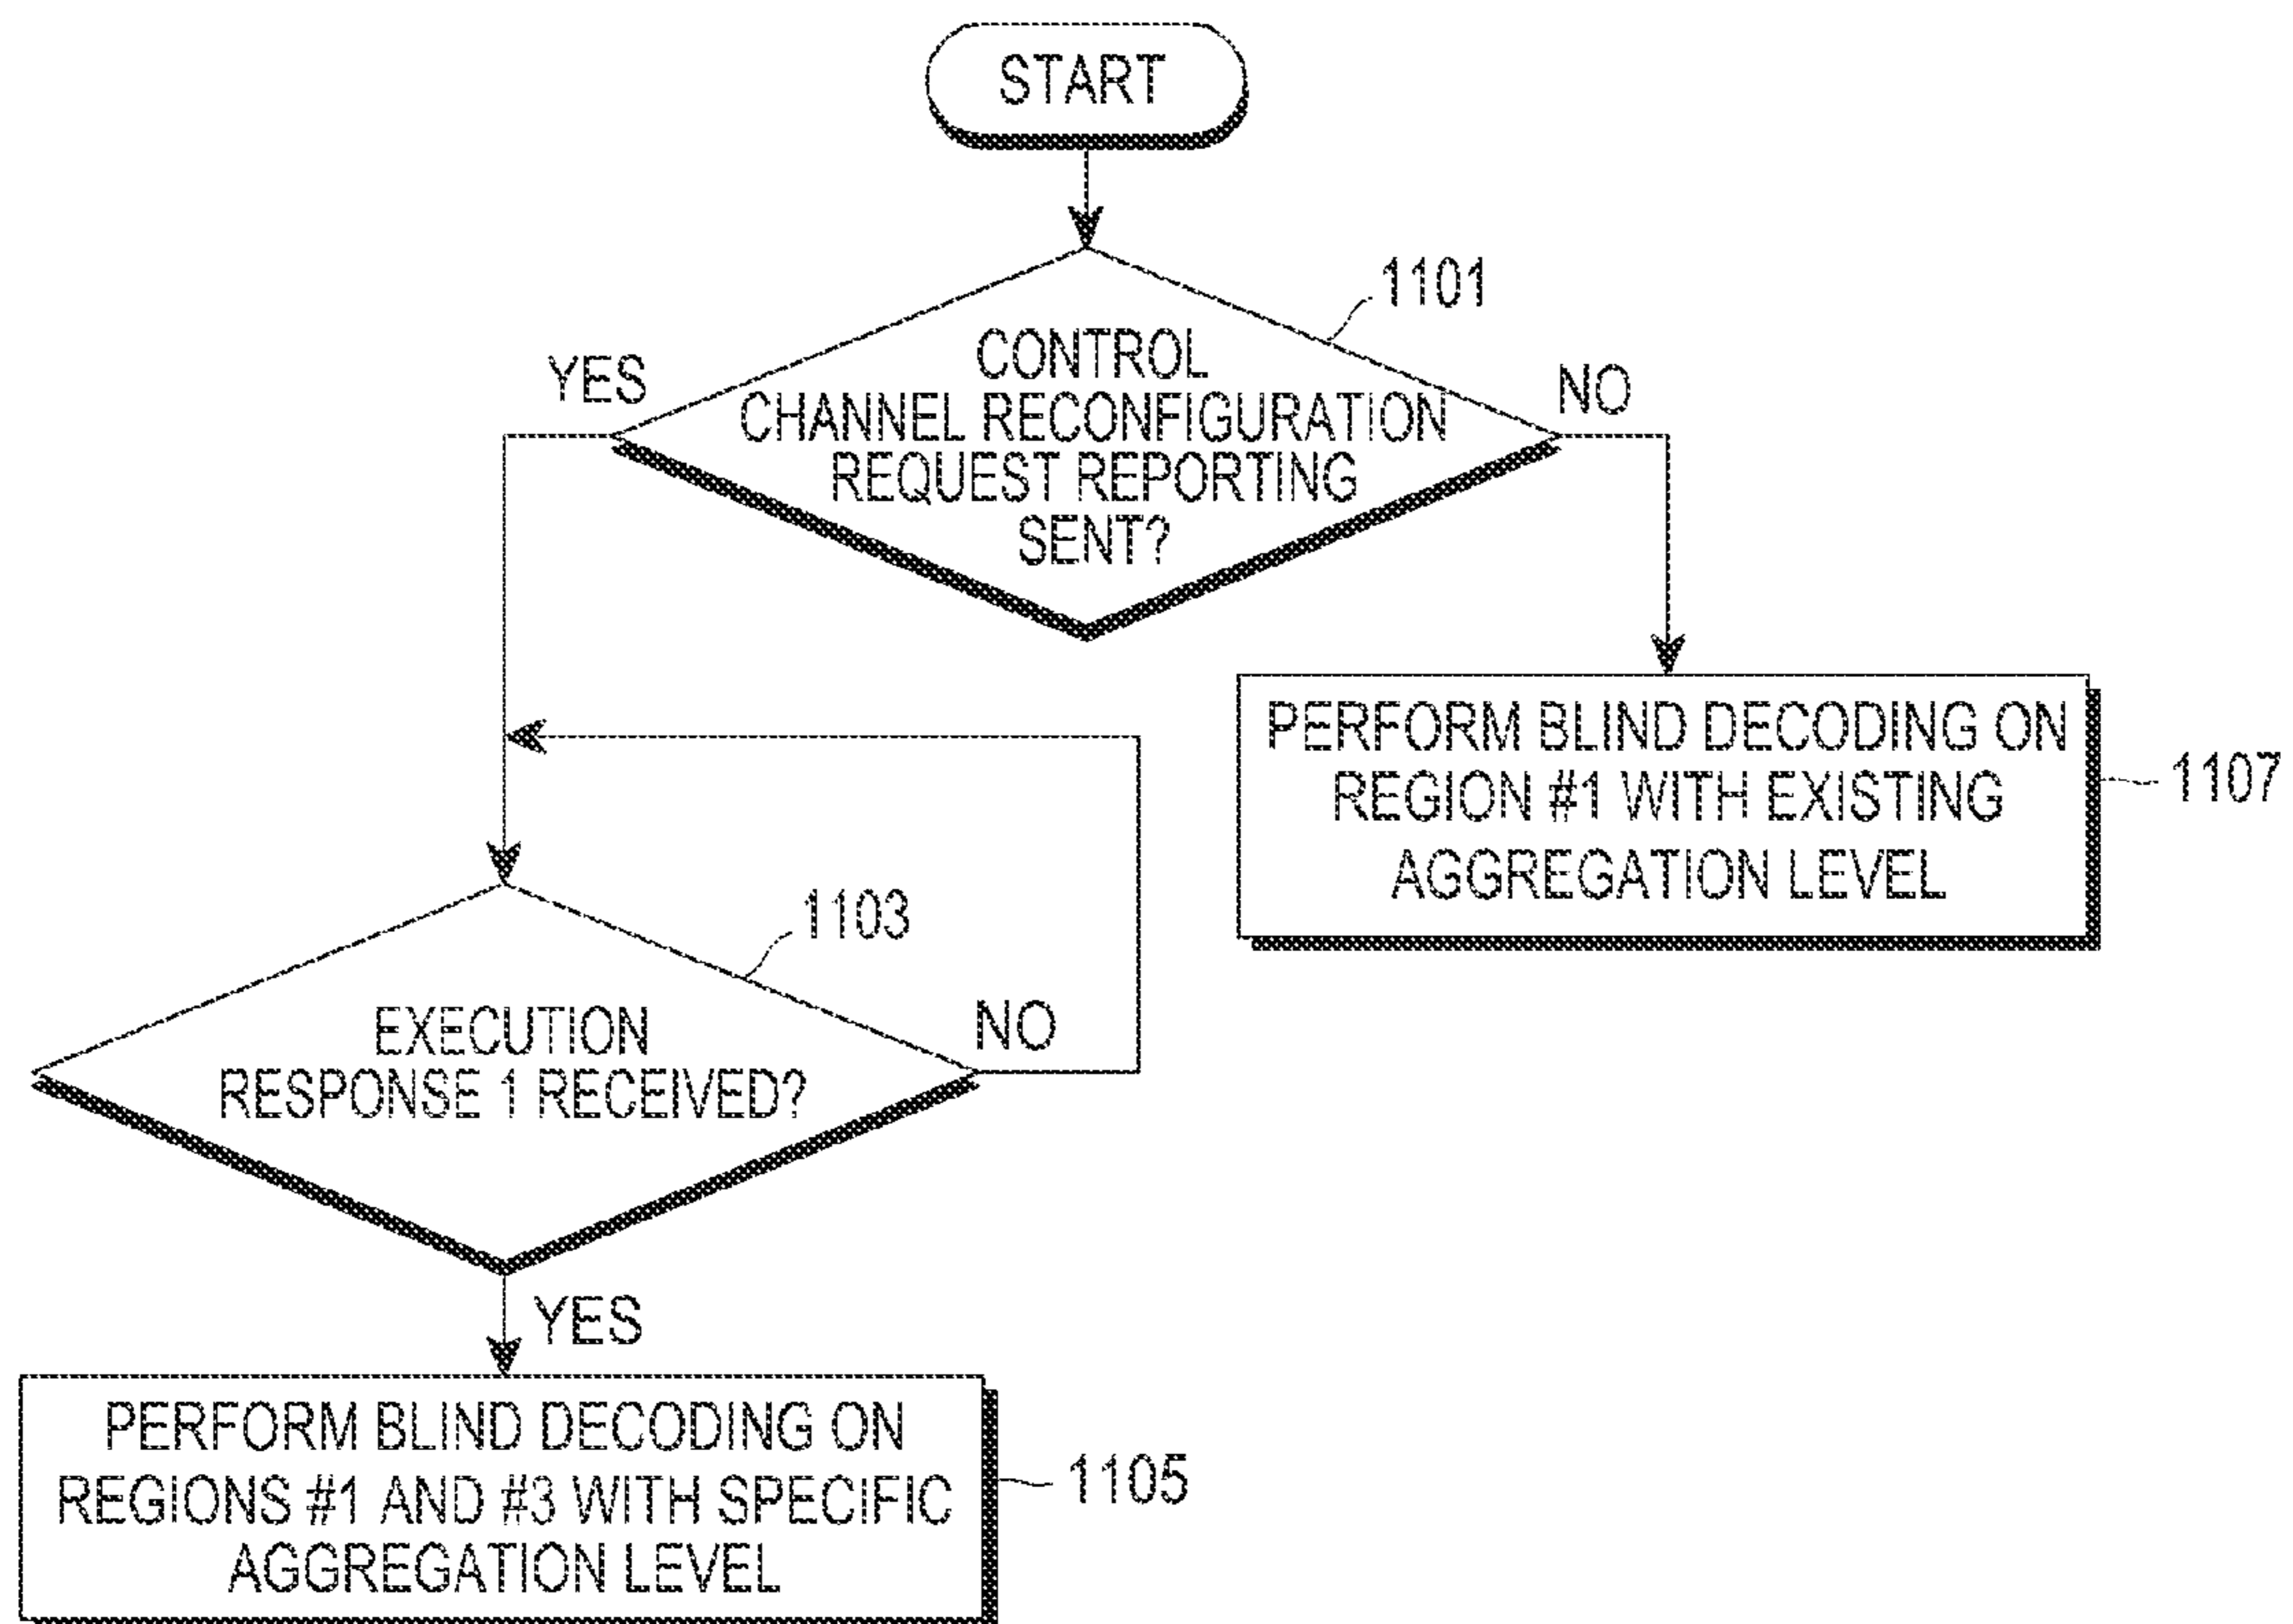 START
1101
CONTROL
CHANNEL RECONFIGURATION
REQUEST REPORTING
SENT?
YES
NO
PERFORM BLIND DECODING ON
REGION #1 WITH EXISTING
AGGREGATION LEVEL
1107
1103
EXECUTION
RESPONSE 1 RECEIVED?
NO
YES
PERFORM BLIND DECODING ON
REGIONS #1 AND #3 WITH SPECIFIC
AGGREGATION LEVEL
1105